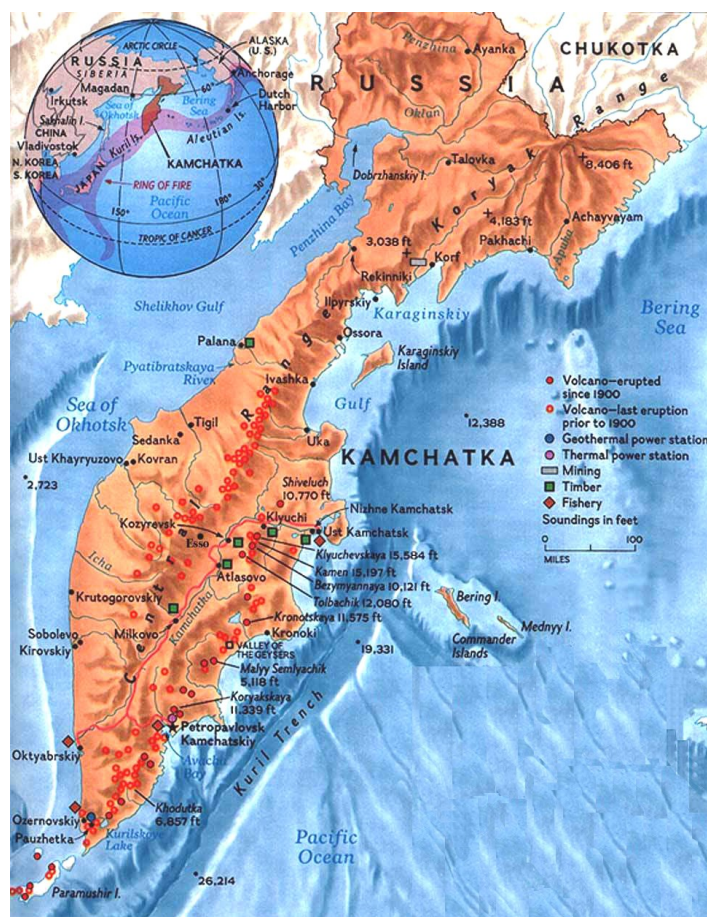 ARCTIC CIRCLE
ALASKA
(U.S.)
RUSSIA
SIBERIA
Magadan
60°
Anchorage
Irkutsk
Sea of
Okhotsk
Bering
Sea
Dutch
Harbor
Sakhalin I.
CHINA
Vladivostok
Kuril Is.
Aleutian Is.
N. KOREA
S. KOREA
KAMCHATKA
JAPAN
RING OF FIRE
30°
150°
Pacific
Ocean
180°
TROPIC OF CANCER
Penzhina
Ayanka
CHUKOTKA
RUSSIA
Oklan
Koryak Range
Talovka
8,406 ft
Dobrzhanskiy I.
4,183 ft
Achayvayam
Penzhina Bay
3,038 ft
Pakhachi
Apuka
Korf
Rekinniki
Ilpyrskiy
Shelikhov Gulf
Karaginskiy
Gulf
Bering
Sea
Palana
Ossora
Karaginskiy
Island
Pyatibratskaya
River
Ivashka
Central Range
Sea of
Okhotsk
Tigil
Sedanka
Uka
12,388
Ust Khayryuzovo
Kovran
KAMCHATKA
2,723
Shiveluch
10,770 ft
Nizhne Kamchatsk
Klyuchi
Kozyrevsk
Ust Kamchatsk
Esso
Klyuchevskaya 15,584 ft
Icha
Kamen 15,197 ft
Atlasovo
Bezymyannaya 10,121 ft
Tolbachik 12,080 ft
Krutogorovskiy
Kronotskaya 11,575 ft
Kamchatka
Milkovo
Kronoki
Sobolevo
Kirovskiy
VALLEY OF
THE GEYSERS
19,331
Malyy Semlyachik
5,118 ft
Bering I.
Mednyy I.
Commander
Islands
Koryakskaya
11,339 ft
Petropavlovsk
Kamchatskiy
Kuril Trench
Oktyabrskiy
Avacha
Bay
Khodutka
6,857 ft
Ozernovskiy
Pauzhetka
Kurilskoye
Lake
Pacific
Ocean
26,214
Paramushir I.
Volcano—erupted
since 1900
Volcano—last eruption
prior to 1900
Geothermal power station
Thermal power station
Mining
Timber
Fishery
Soundings in feet
0 100
MILES